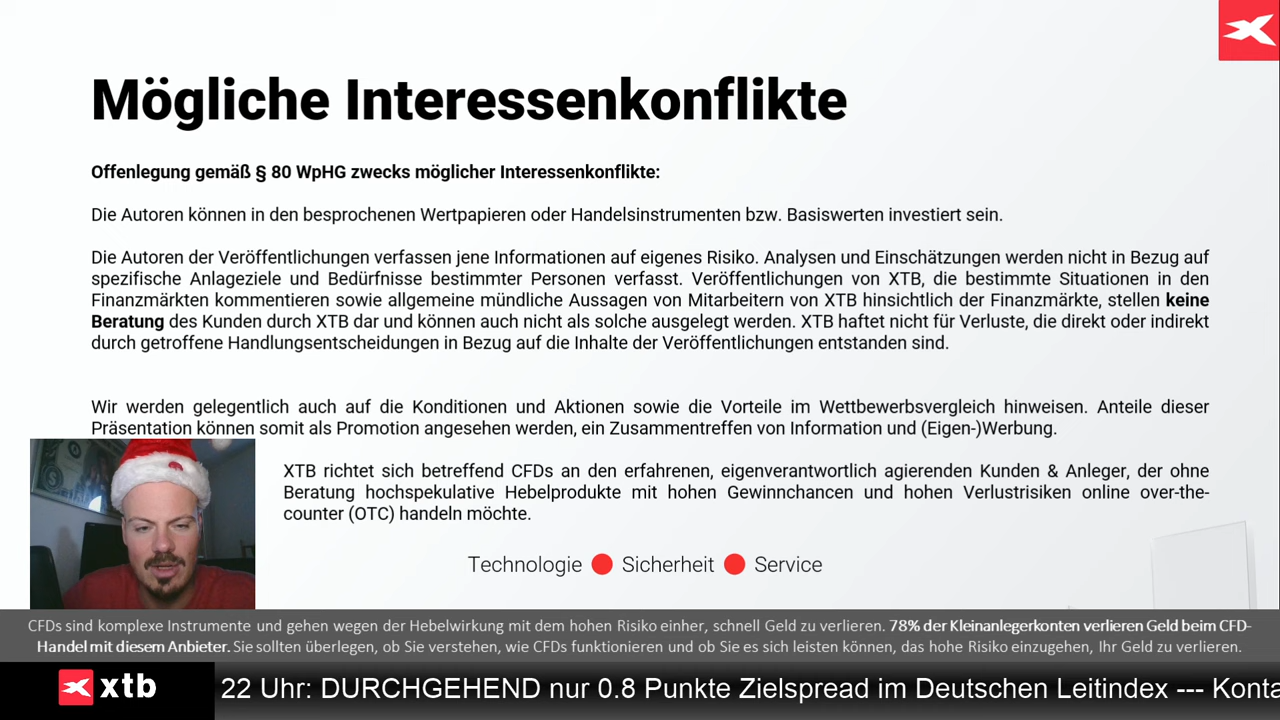 Mögliche Interessenkonflikte
Offenlegung gemäß § 80 WpHG zwecks möglicher Interessenkonflikte:
Die Autoren können in den besprochenen Wertpapieren oder Handelsinstrumenten bzw. Basiswerten investiert sein.
Die Autoren der Veröffentlichungen verfassen jene Informationen auf eigenes Risiko. Analysen und Einschätzungen werden nicht in Bezug auf
spezifische Anlageziele und Bedürfnisse bestimmter Personen verfasst. Veröffentlichungen von XTB, die bestimmte Situationen in den
Finanzmärkten kommentieren sowie allgemeine mündliche Aussagen von Mitarbeitern von XTB hinsichtlich der Finanzmärkte, stellen keine
Beratung des Kunden durch XTB dar und können auch nicht als solche ausgelegt werden. XTB haftet nicht für Verluste, die direkt oder indirekt
durch getroffene Handlungsentscheidungen in Bezug auf die Inhalte der Veröffentlichungen entstanden sind.
Wir werden gelegentlich auch auf die Konditionen und Aktionen sowie die Vorteile im Wettbewerbsvergleich hinweisen. Anteile dieser
Präsentation können somit als Promotion angesehen werden, ein Zusammentreffen von Information und (Eigen-)Werbung.
XTB richtet sich betreffend CFDs an den erfahrenen, eigenverantwortlich agierenden Kunden & Anleger, der ohne
Beratung hochspekulative Hebelprodukte mit hohen Gewinnchancen und hohen Verlustrisiken online over-the-
counter (OTC) handeln möchte.
Technologie Sicherheit Service
CFDs sind komplexe Instrumente und gehen wegen der Hebelwirkung mit dem hohen Risiko einher, schnell Geld zu verlieren. 78% der Kleinanlegerkonten verlieren Geld beim CFD-
Handel mit diesem Anbieter. Sie sollten überlegen, ob Sie verstehen, wie CFDs funktionieren und ob Sie es sich leisten können, das hohe Risiko einzugehen, Ihr Geld zu verlieren.
xtb 22 Uhr: DURCHGEHEND nur 0.8 Punkte Zielspread im Deutschen Leitindex --- Konta